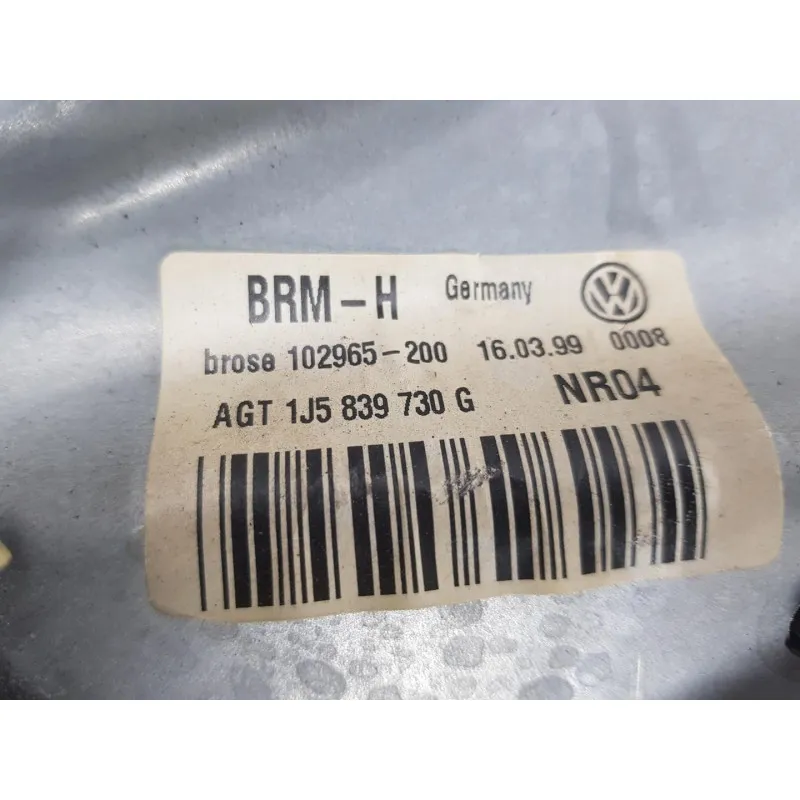 BRM-H Germany
brose 102965-200 16.03.99 0008
AGT 1J5 839 730 G NR04